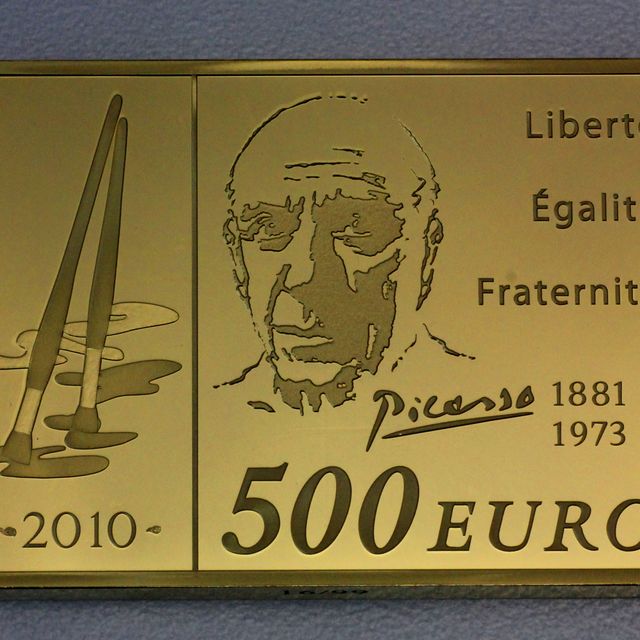 Libert
Égalit
Fraternit
Picasso
1881
1973
2010
500 EURO